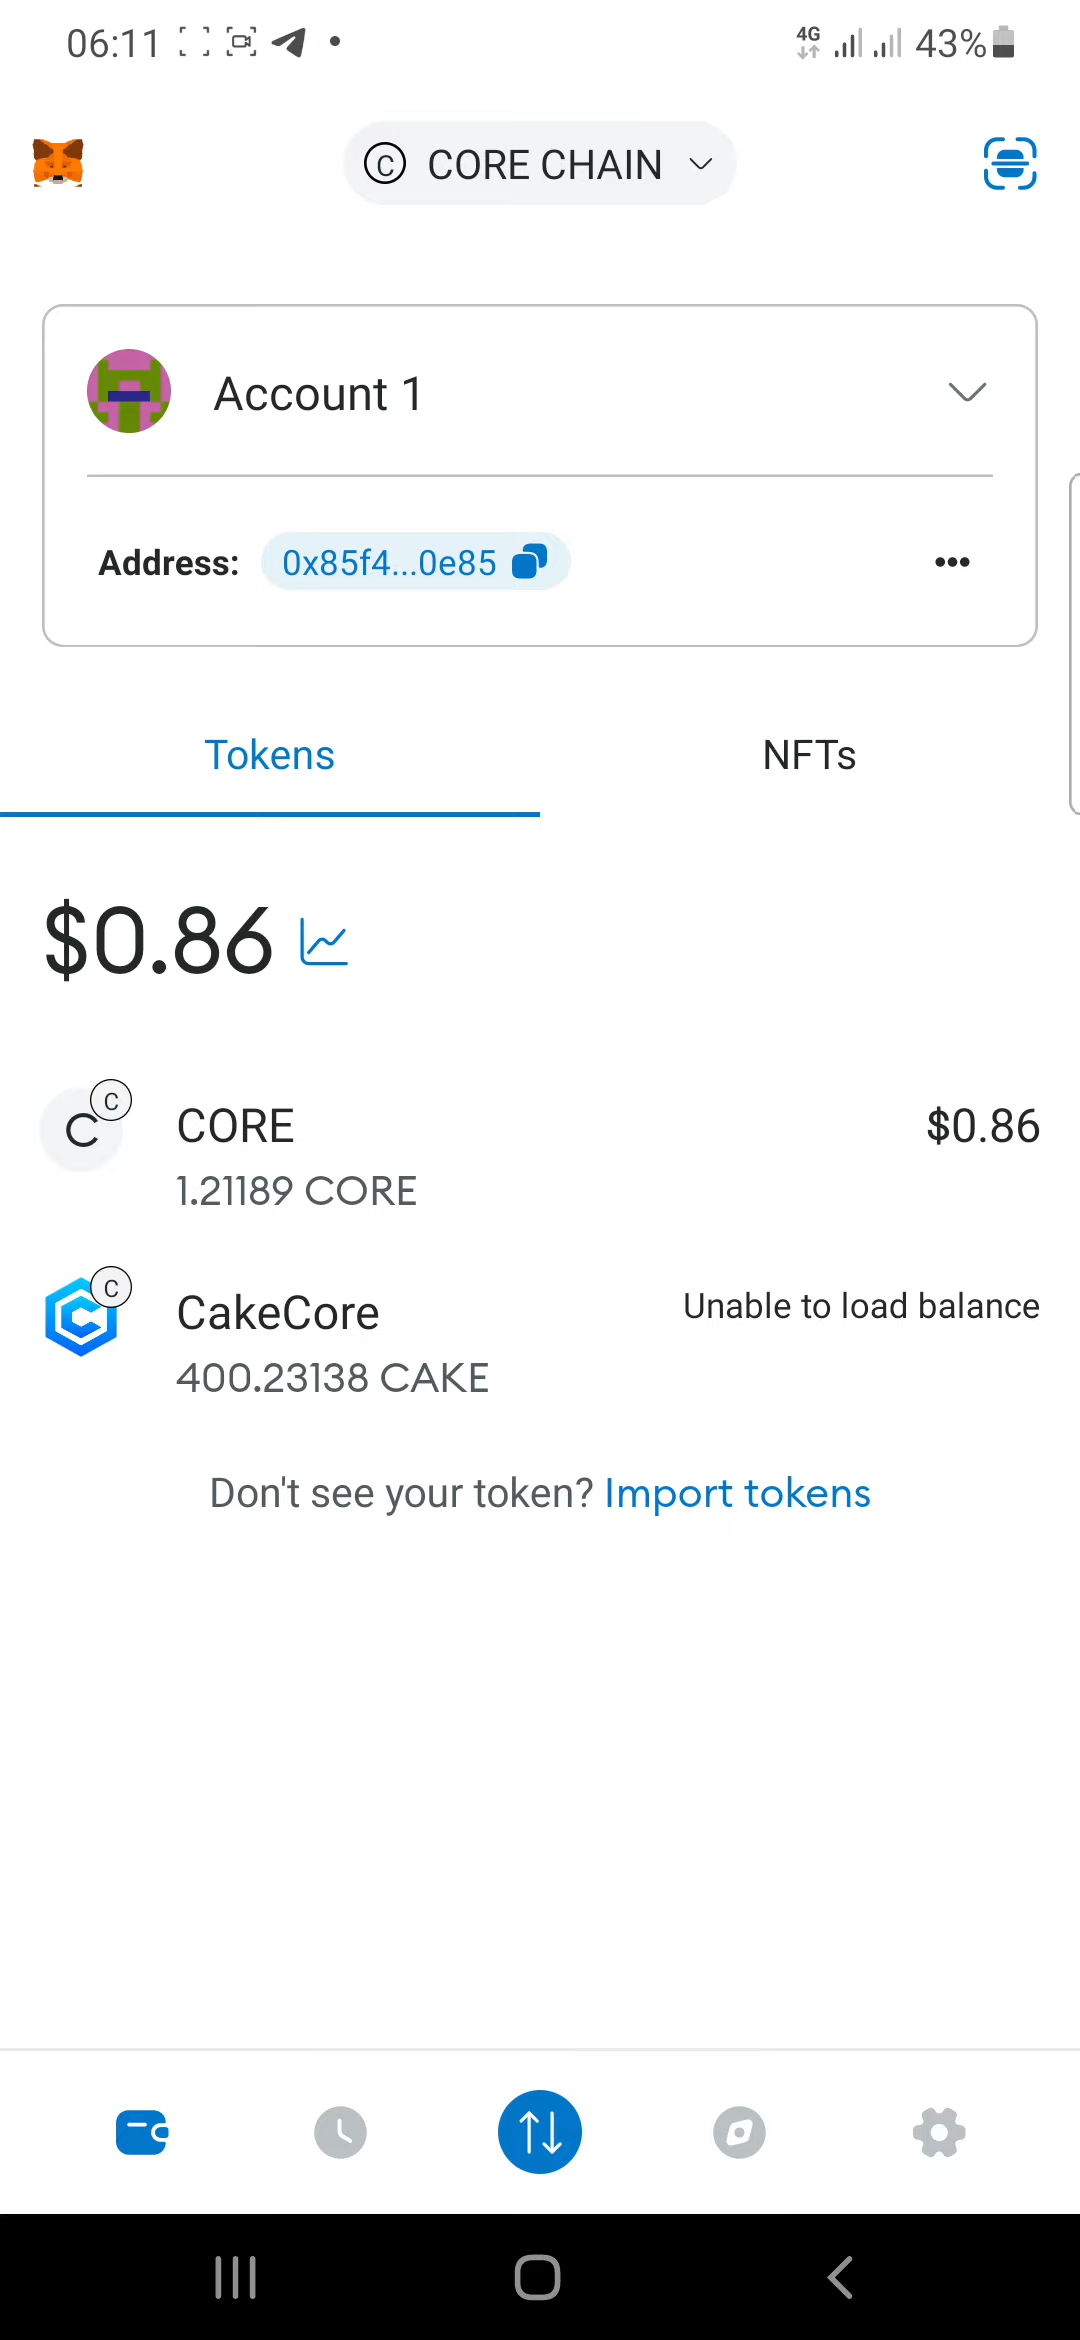 06:11
4G
43%
C CORE CHAIN
Account 1
Address: 0x85f4...0e85
Tokens
NFTs
$0.86
C
C
CORE
$0.86
1.21189 CORE
C
CakeCore
Unable to load balance
400.23138 CAKE
Don't see your token? Import tokens